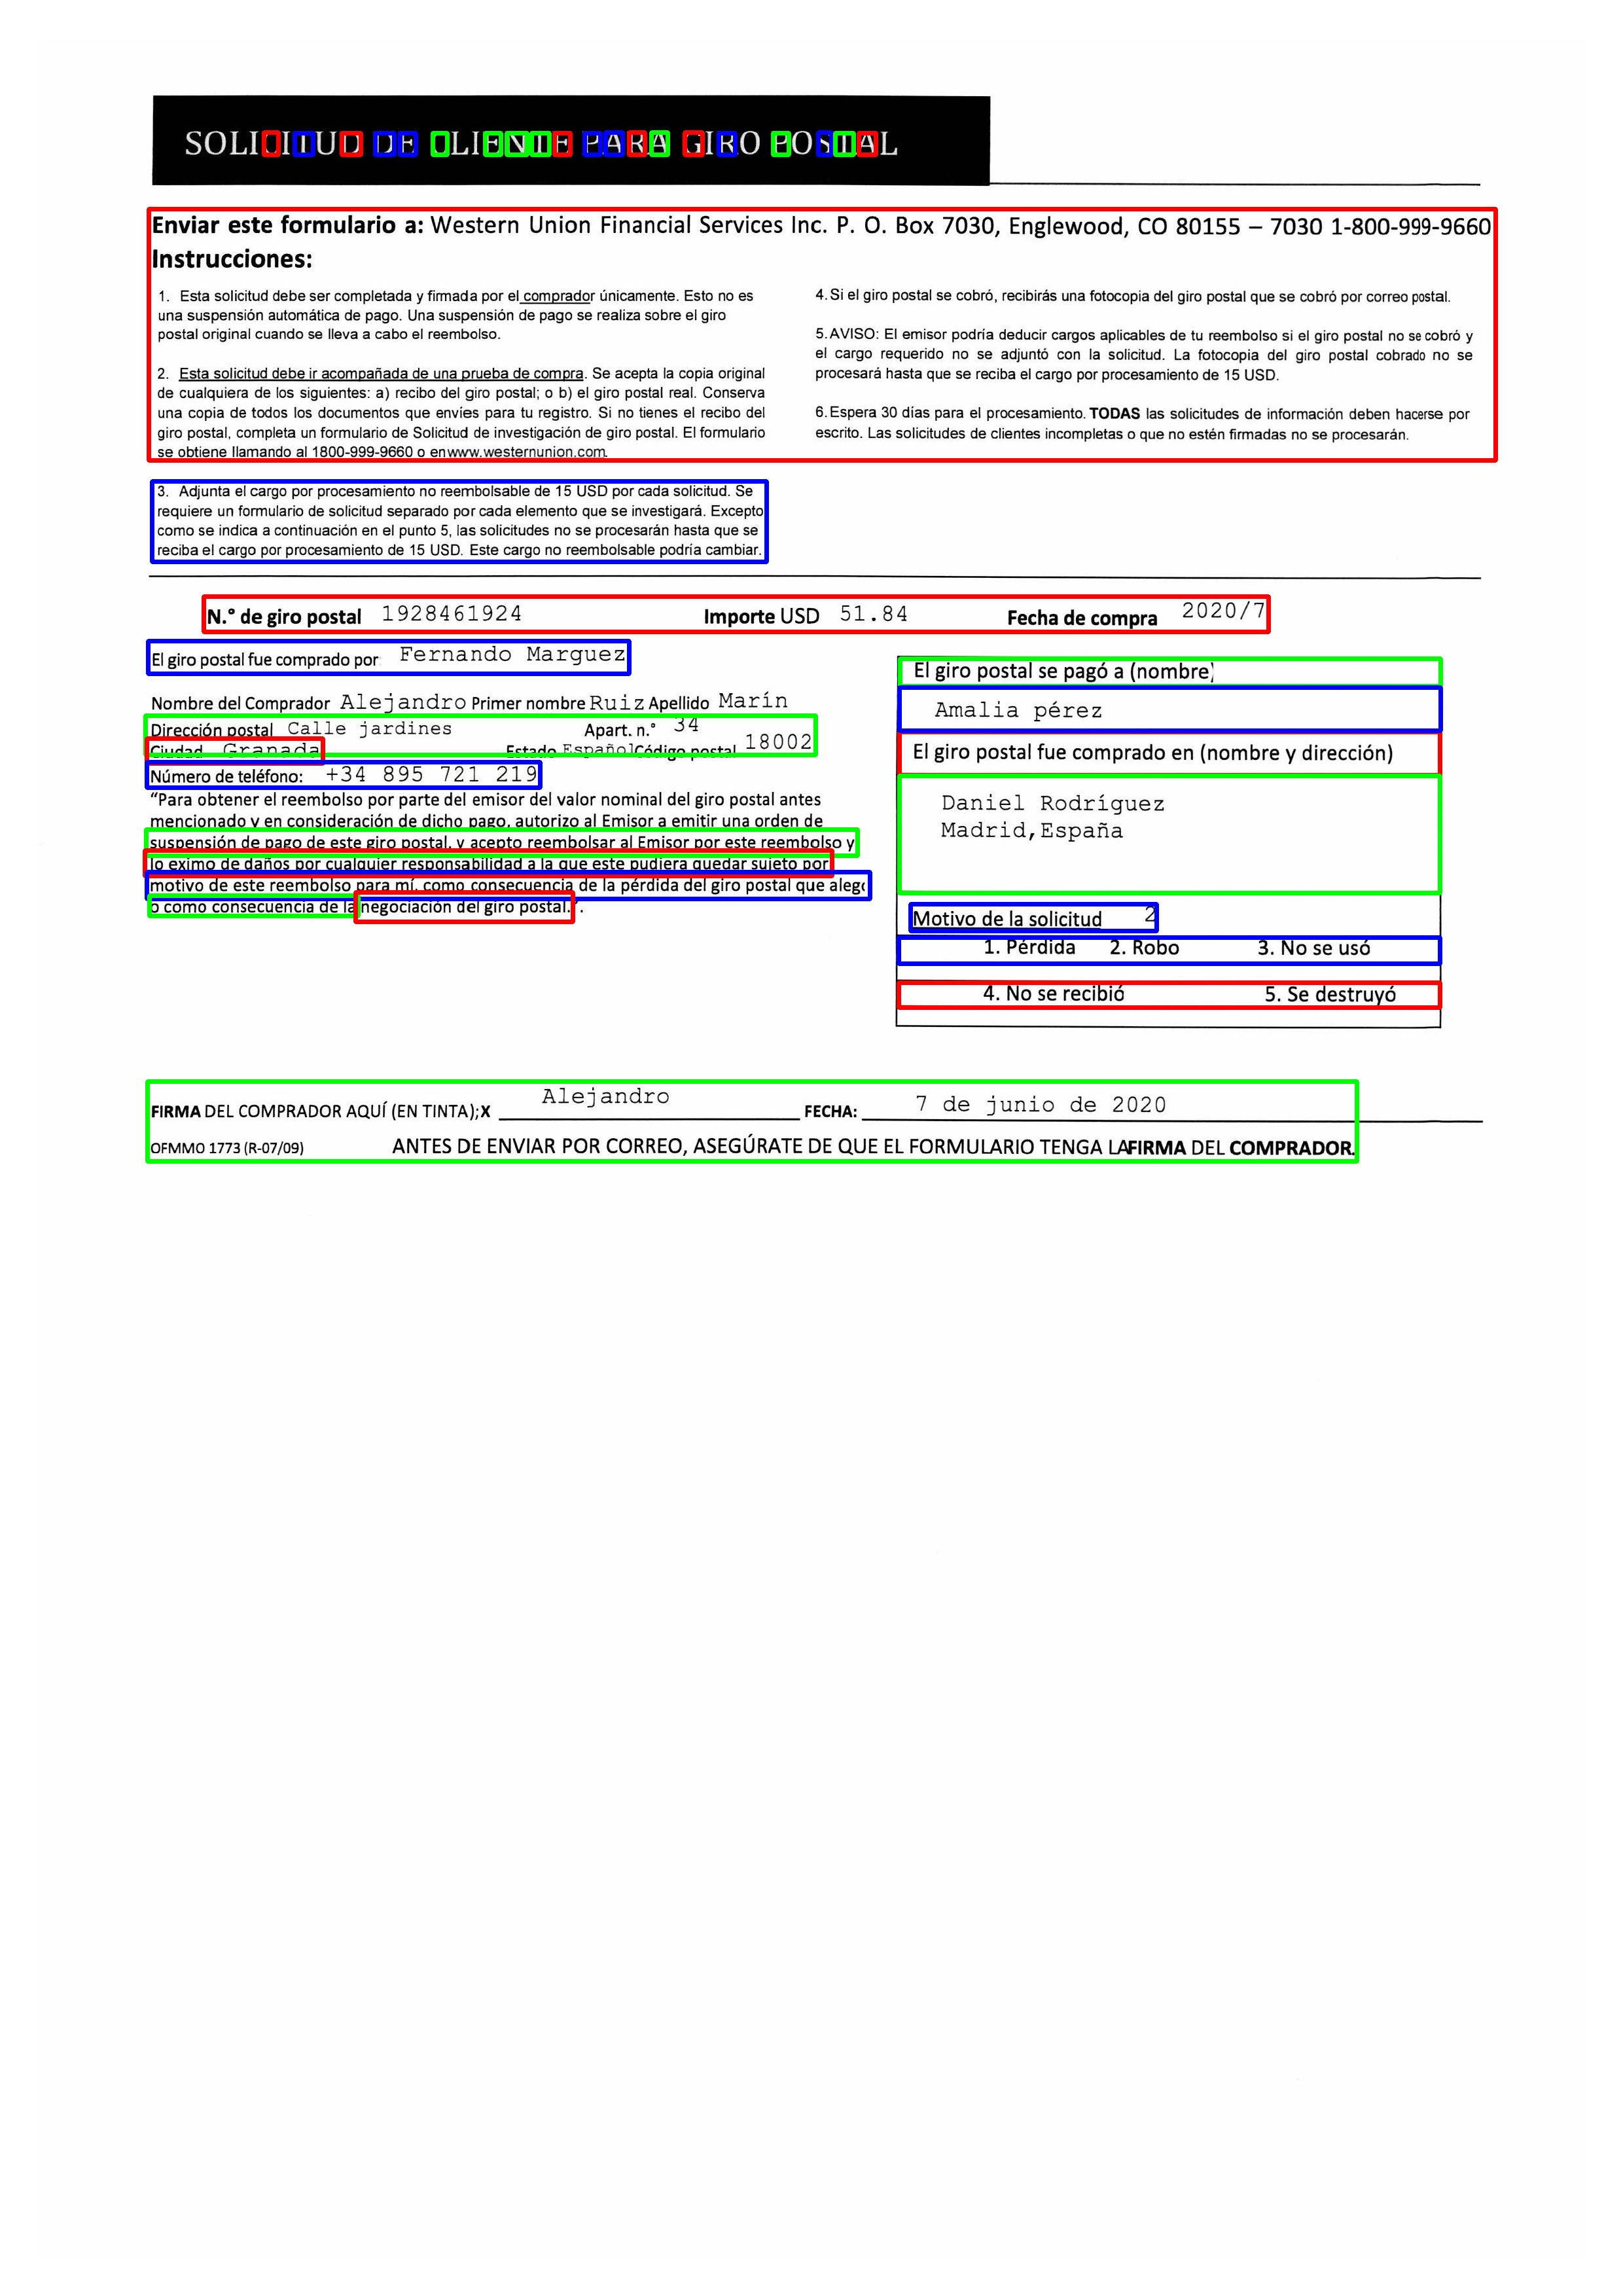 SOLICITUD DE CLIENTE PARA GIRO POSTAL
Enviar este formulario a: Western Union Financial Services Inc. P. O. Box 7030, Englewood, CO 80155 – 7030 1-800-999-9660
Instrucciones:
1. Esta solicitud debe ser completada y firmada por el comprador únicamente. Esto no es
una suspensión automática de pago. Una suspensión de pago se realiza sobre el giro
postal original cuando se lleva a cabo el reembolso.
2. Esta solicitud debe ir acompañada de una prueba de compra. Se acepta la copia original
de cualquiera de los siguientes: a) recibo del giro postal; o b) el giro postal real. Conserva
una copia de todos los documentos que envíes para tu registro. Si no tienes el recibo del
giro postal, completa un formulario de Solicitud de investigación de giro postal. El formulario
se obtiene llamando al 1800-999-9660 o en www.westernunion.com.
3. Adjunta el cargo por procesamiento no reembolsable de 15 USD por cada solicitud. Se
requiere un formulario de solicitud separado por cada elemento que se investigará. Excepto
como se indica a continuación en el punto 5, las solicitudes no se procesarán hasta que se
reciba el cargo por procesamiento de 15 USD. Este cargo no reembolsable podría cambiar.
4. Si el giro postal se cobró, recibirás una fotocopia del giro postal que se cobró por correo postal.
5. AVISO: El emisor podría deducir cargos aplicables de tu reembolso si el giro postal no se cobró y
el cargo requerido no se adjuntó con la solicitud. La fotocopia del giro postal cobrado no se
procesará hasta que se reciba el cargo por procesamiento de 15 USD.
6. Espera 30 días para el procesamiento. TODAS las solicitudes de información deben hacerse por
escrito. Las solicitudes de clientes incompletas o que no estén firmadas no se procesarán.
N.° de giro postal 1928461924 Importe USD 51.84 Fecha de compra 2020/7
El giro postal fue comprado por Fernando Marguez
Nombre del Comprador Alejandro Primer nombre Ruiz Apellido Marín
Dirección postal Calle jardines Apart. n.° 34
Ciudad Granada Estado Español Código postal 18002
Número de teléfono: +34 895 721 219
“Para obtener el reembolso por parte del emisor del valor nominal del giro postal antes
mencionado y en consideración de dicho pago, autorizo al Emisor a emitir una orden de
suspensión de pago de este giro postal, y acepto reembolsar al Emisor por este reembolso y
lo eximo de daños por cualquier responsabilidad a la que este pudiera quedar sujeto por
motivo de este reembolso para mí, como consecuencia de la pérdida del giro postal que alego
o como consecuencia de la negociación del giro postal.”.
El giro postal se pagó a (nombre)
Amalia pérez
El giro postal fue comprado en (nombre y dirección)
Daniel Rodríguez
Madrid,España
Motivo de la solicitud 2
1. Pérdida 2. Robo 3. No se usó
4. No se recibió 5. Se destruyó
FIRMA DEL COMPRADOR AQUÍ (EN TINTA);X Alejandro FECHA: 7 de junio de 2020
OFMMO 1773 (R-07/09) ANTES DE ENVIAR POR CORREO, ASEGÚRATE DE QUE EL FORMULARIO TENGA LA FIRMA DEL COMPRADOR.